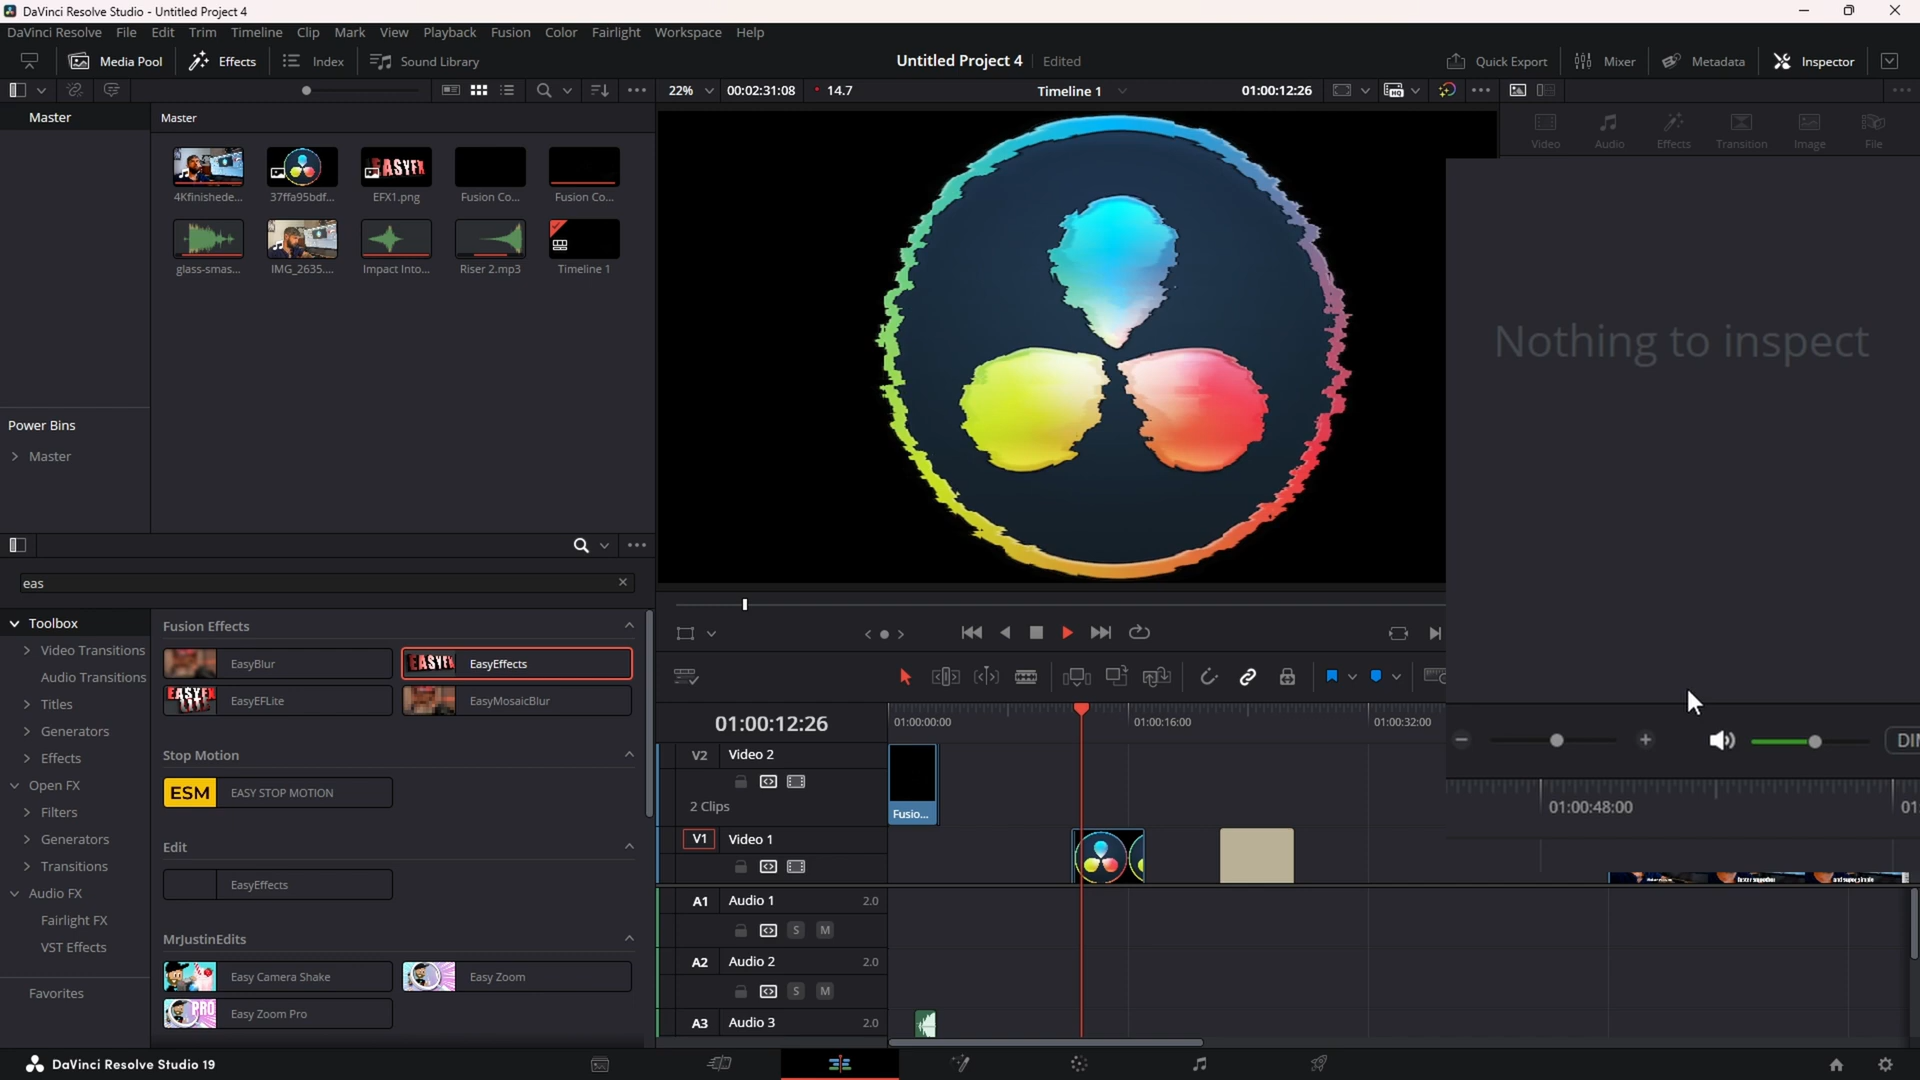 DaVinci Resolve Studio - Untitled Project 4
DaVinci Resolve File Edit Trim Timeline Clip Mark View Playback Fusion Color Fairlight Workspace Help
Media Pool Effects Index Sound Library Untitled Project 4 Edited Quick Export Mixer Metadata Inspector
22% 00:02:31:08 14.7 Timeline 1 01:00:12:26
Master Master
Video Audio Effects Transition Image File
4Kfinishede... 37ffa95bdf... EFX1.png Fusion Co... Fusion Co...
EASYFX
glass-smas... IMG_2635.... Impact Into... Riser 2.mp3 Timeline 1
Nothing to inspect
Power Bins
Master
eas
Toolbox
Video Transitions
Audio Transitions
Titles
Generators
Effects
Open FX
Filters
Generators
Transitions
Audio FX
Fairlight FX
VST Effects
Favorites
Fusion Effects
EasyBlur EASYFX EasyEffects
EASYFX EasyEFLite EasyMosaicBlur
Stop Motion
ESM EASY STOP MOTION
Edit
EasyEffects
MrJustinEdits
Easy Camera Shake Easy Zoom
PRO Easy Zoom Pro
01:00:12:26 01:00:00:00 01:00:16:00 01:00:32:00
DIM
01:00:48:00 01
V2 Video 2
2 Clips
Fusio...
V1 Video 1
A1 Audio 1 2.0
S M
A2 Audio 2 2.0
S M
A3 Audio 3 2.0
DaVinci Resolve Studio 19